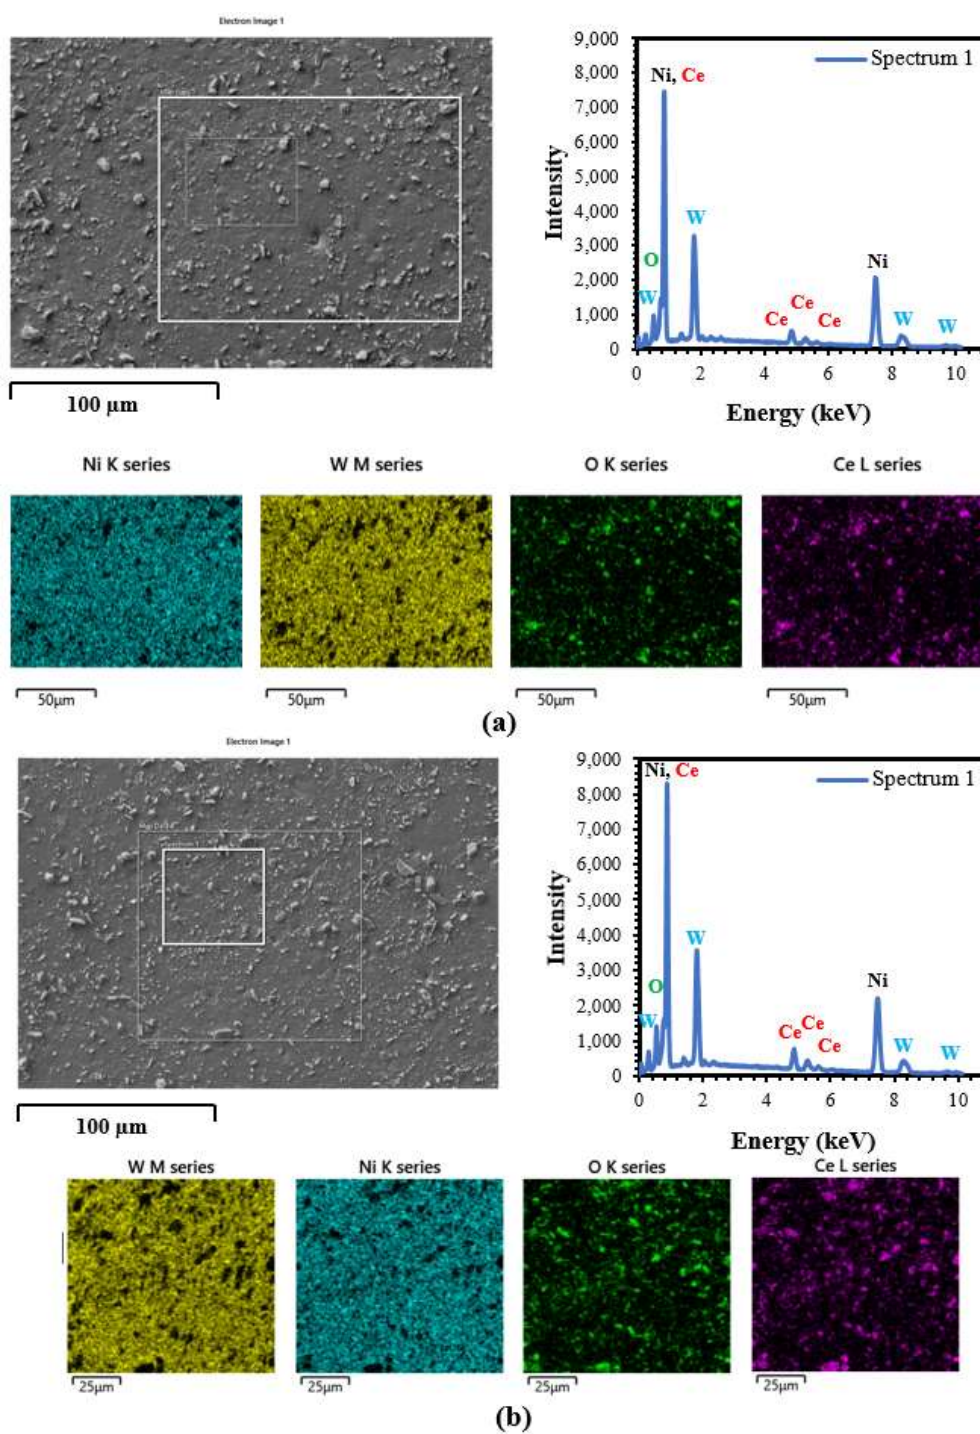 Electron Image 1
100 µm
9,000
8,000
7,000
6,000
5,000
4,000
3,000
2,000
1,000
0
Intensity
Spectrum 1
Ni, Ce
W
O
W
Ce
Ce
Ce
Ni
W
W
0 2 4 6 8 10
Energy (keV)
Ni K series
W M series
O K series
Ce L series
50µm
50µm
50µm
50µm
(a)
Electron Image 1
100 µm
9,000
8,000
7,000
6,000
5,000
4,000
3,000
2,000
1,000
0
Intensity
Spectrum 1
Ni, Ce
W
O
W
Ce
Ce
Ce
Ni
W
W
0 2 4 6 8 10
Energy (keV)
W M series
Ni K series
O K series
Ce L series
25µm
25µm
25µm
25µm
(b)